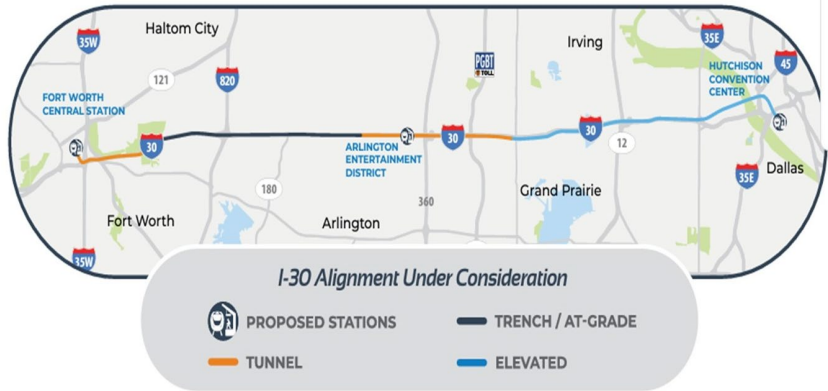 35W
Haltom City
35E
Irving
PGBT
TOLL
45
HUTCHISON
CONVENTION
CENTER
121
820
FORT WORTH
CENTRAL STATION
30
ARLINGTON
ENTERTAINMENT
DISTRICT
30
30
12
Dallas
35E
180
360
Grand Prairie
Fort Worth
Arlington
35W
I-30 Alignment Under Consideration
PROPOSED STATIONS
TRENCH / AT-GRADE
TUNNEL
ELEVATED